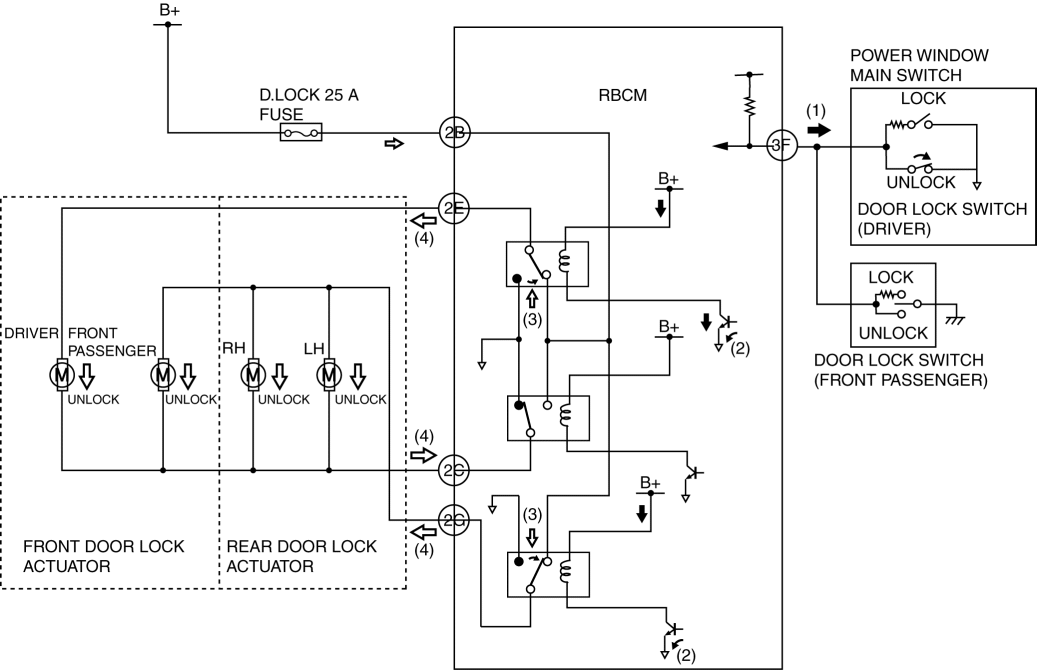 B+
D.LOCK 25 A
FUSE
RBCM
POWER WINDOW
MAIN SWITCH
LOCK
(1)
2B
3F
UNLOCK
B+
2E
(4)
DOOR LOCK SWITCH
(DRIVER)
LOCK
(3)
B+
(2)
UNLOCK
DRIVER
FRONT
PASSENGER
RH
LH
DOOR LOCK SWITCH
(FRONT PASSENGER)
M
M
M
M
UNLOCK
UNLOCK
UNLOCK
UNLOCK
(4)
2C
B+
(3)
2G
(4)
FRONT DOOR LOCK
ACTUATOR
REAR DOOR LOCK
ACTUATOR
(2)